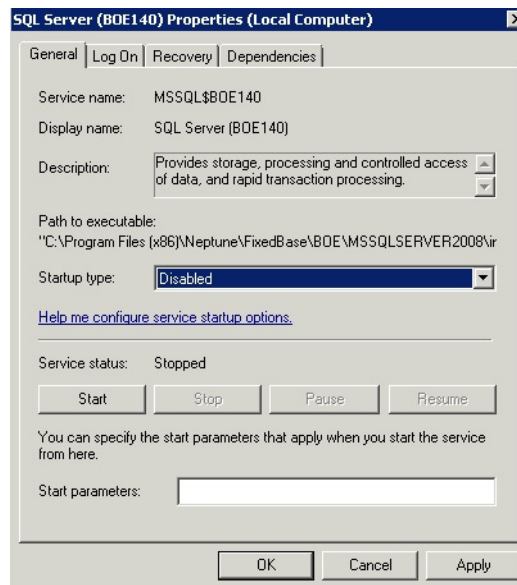 SQL Server (BOE140) Properties (Local Computer)
General Log On Recovery Dependencies
Service name: MSSQL$BOE140
Display name: SQL Server (BOE140)
Description: Provides storage, processing and controlled access
of data, and rapid transaction processing.
Path to executable:
"C:\Program Files (x86)\Neptune\FixedBase\BOE\MSSQLSERVER2008\ir
Startup type: Disabled
Help me configure service startup options.
Service status: Stopped
Start Stop Pause Resume
You can specify the start parameters that apply when you start the service
from here.
Start parameters:
OK Cancel Apply